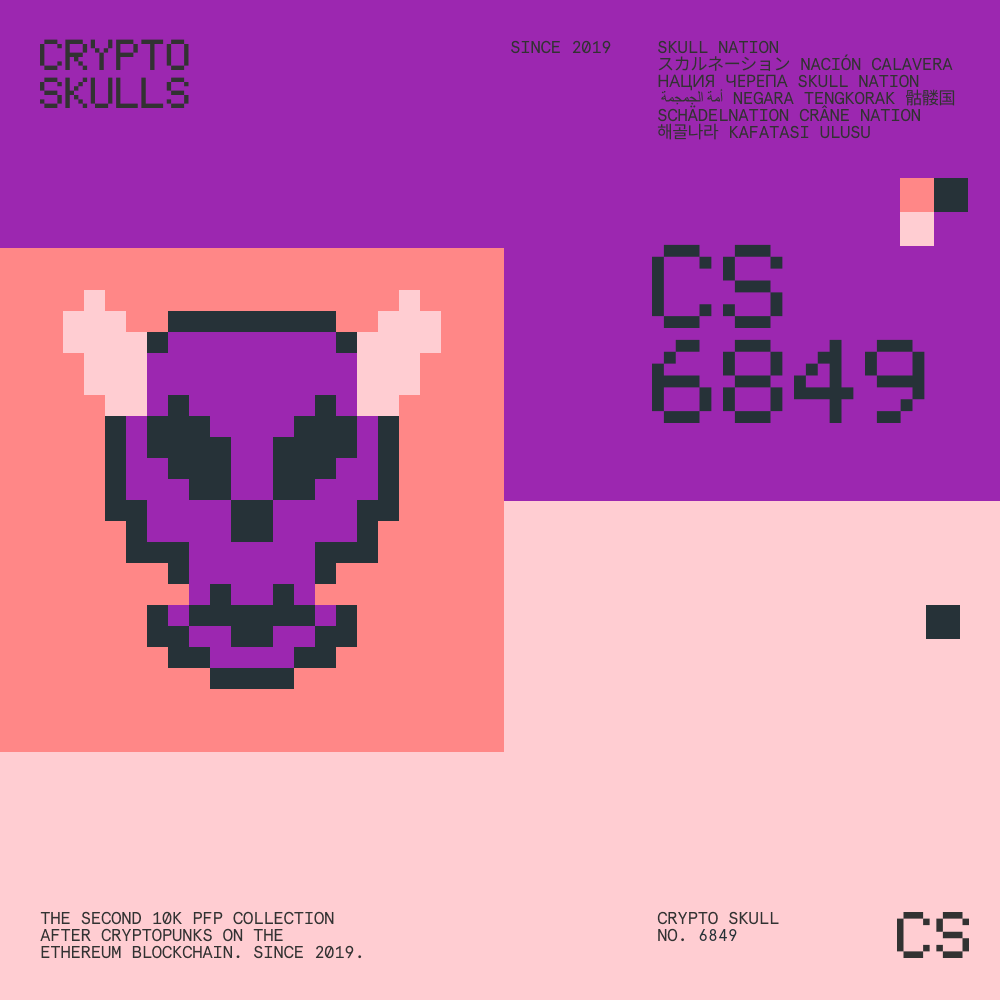 CRYPTO
SKULLS
SINCE 2019
SKULL NATION
スカルネーション NACIÓN CALAVERA
НАЦИЯ ЧЕРЕПА SKULL NATION
أمة الجمجمة NEGARA TENGKORAK 骷髅国
SCHÄDELNATION CRÂNE NATION
해골나라 KAFATASI ULUSU
CS
6849
THE SECOND 10K PFP COLLECTION
AFTER CRYPTOPUNKS ON THE
ETHEREUM BLOCKCHAIN. SINCE 2019.
CRYPTO SKULL
NO. 6849
CS